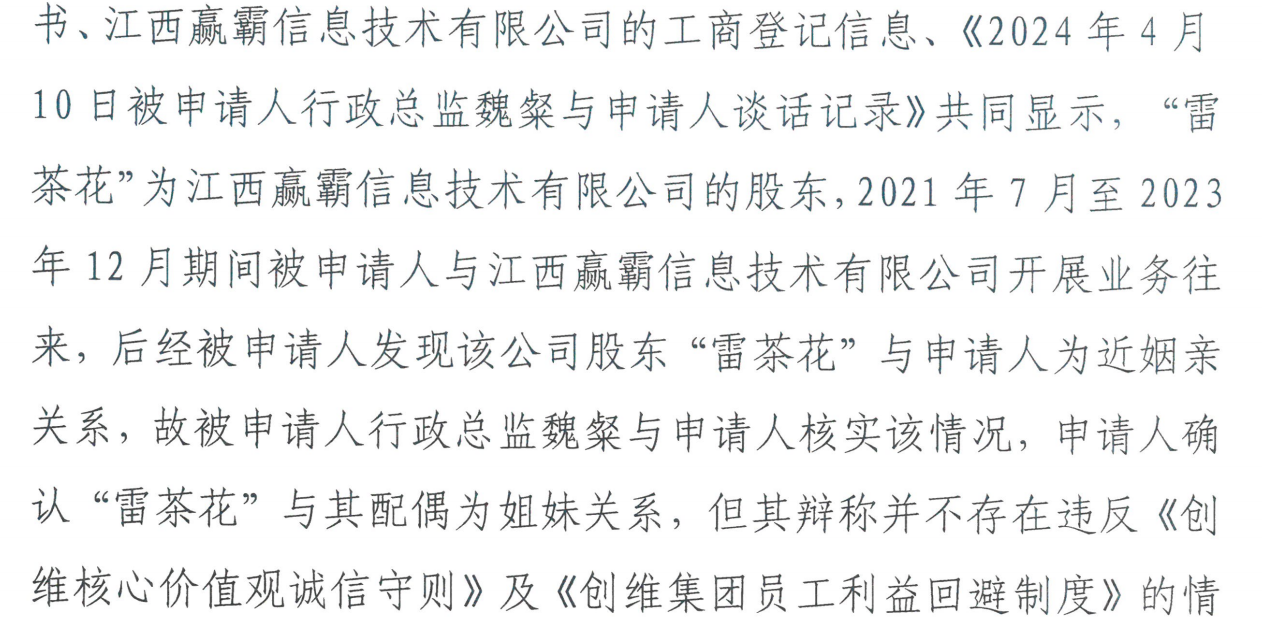 书、江西赢霸信息技术有限公司的工商登记信息、《2024 年 4 月
10 日被申请人行政总监魏粲与申请人谈话记录》共同显示，“雷
茶花”为江西赢霸信息技术有限公司的股东，2021 年 7 月至 2023
年 12 月期间被申请人与江西赢霸信息技术有限公司开展业务往
来，后经被申请人发现该公司股东“雷茶花”与申请人为近姻亲
关系，故被申请人行政总监魏粲与申请人核实该情况，申请人确
认“雷茶花”与其配偶为姐妹关系，但其辩称并不存在违反《创
维核心价值观诚信守则》及《创维集团员工利益回避制度》的情